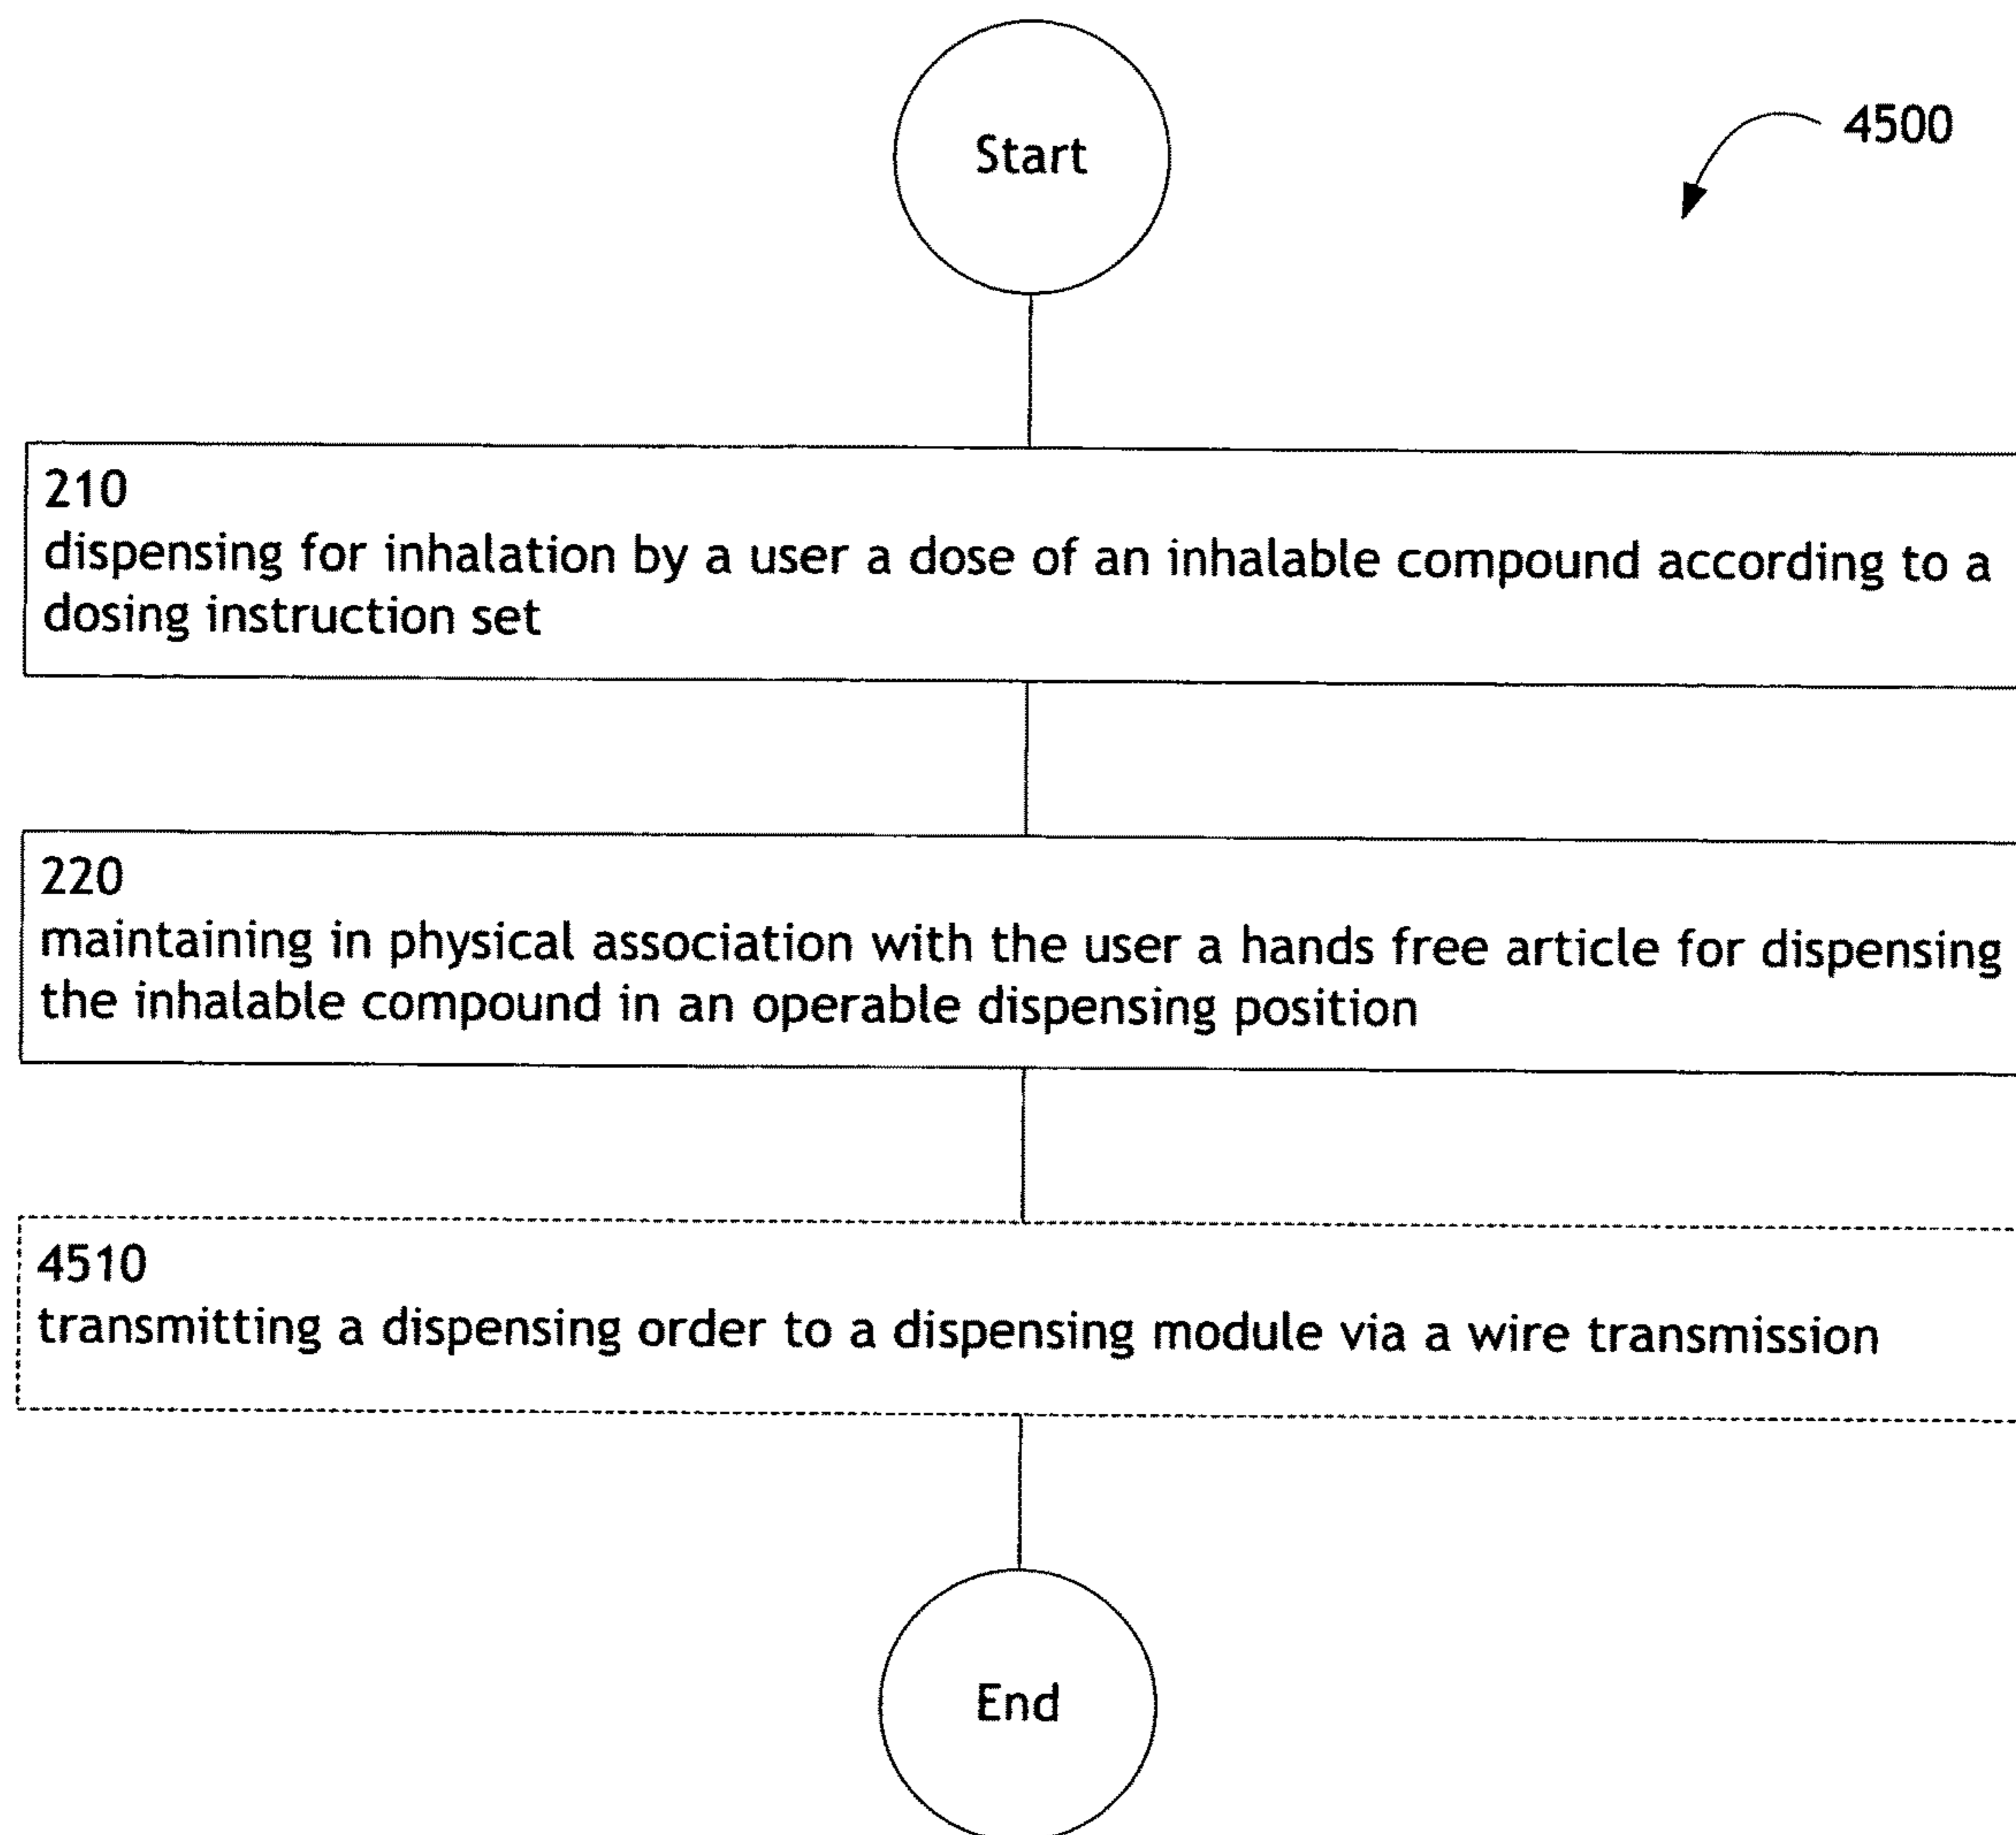 Start
4500
210
dispensing for inhalation by a user a dose of an inhalable compound according to a
dosing instruction set
220
maintaining in physical association with the user a hands free article for dispensing
the inhalable compound in an operable dispensing position
4510
transmitting a dispensing order to a dispensing module via a wire transmission
End